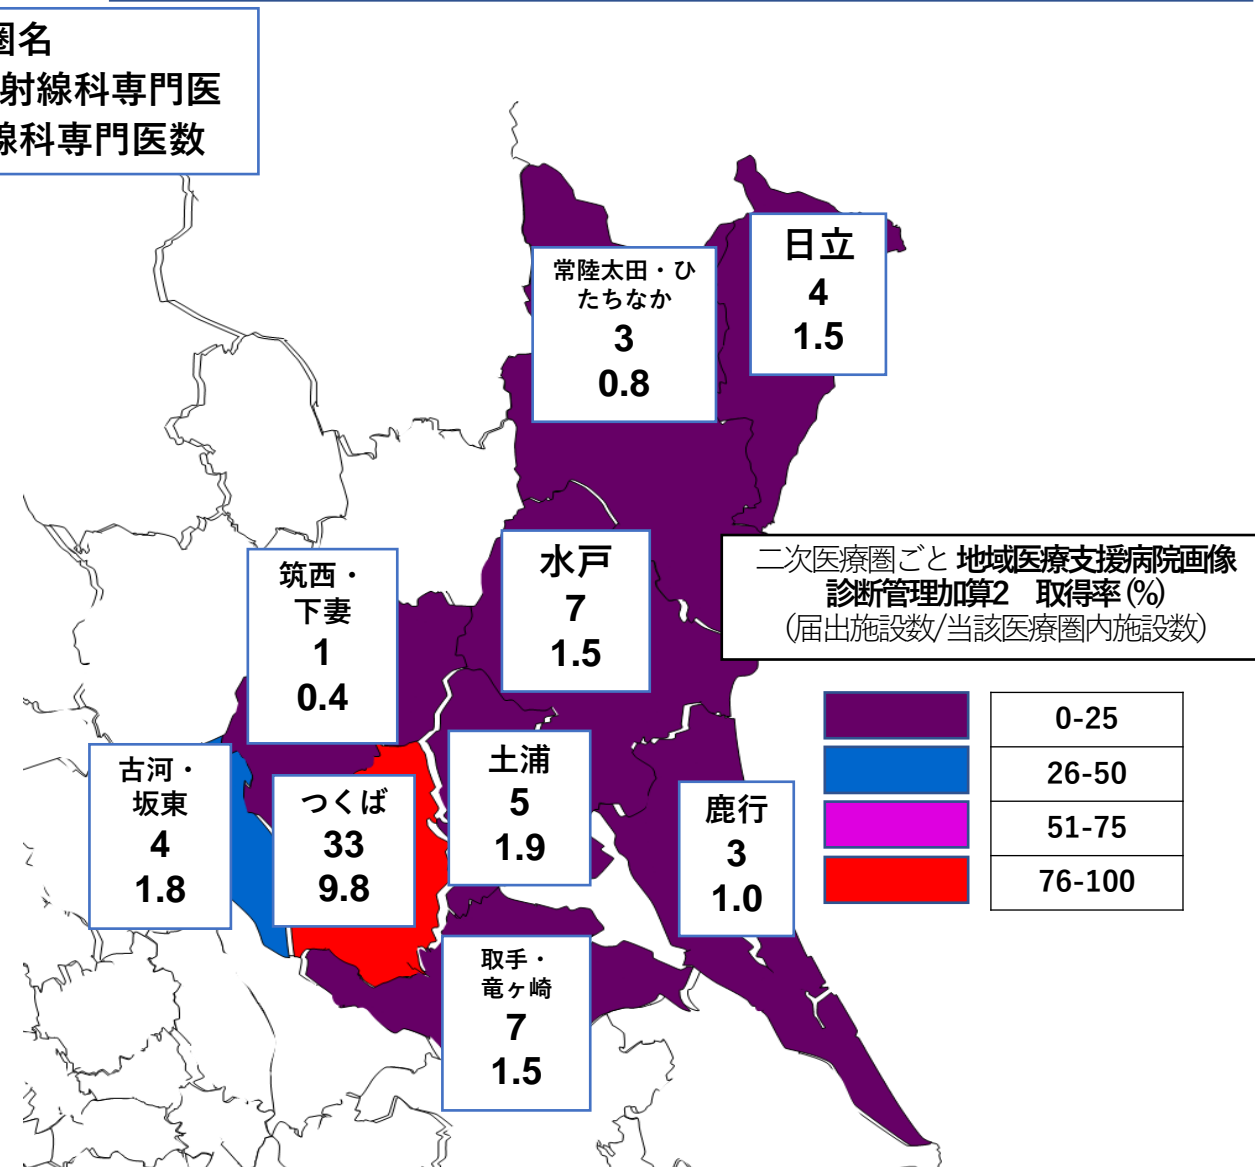 圏名
射線科専門医
線科専門医数
日立
4
1.5
常陸太田・ひ
たちなか
3
0.8
水戸
7
1.5
筑西・
下妻
1
0.4
二次医療圏ごと 地域医療支援病院画像
診断管理加算2　取得率(%)
（届出施設数/当該医療圏内施設数）
0-25
26-50
51-75
76-100
古河・
坂東
4
1.8
つくば
33
9.8
土浦
5
1.9
鹿行
3
1.0
取手・
竜ヶ崎
7
1.5